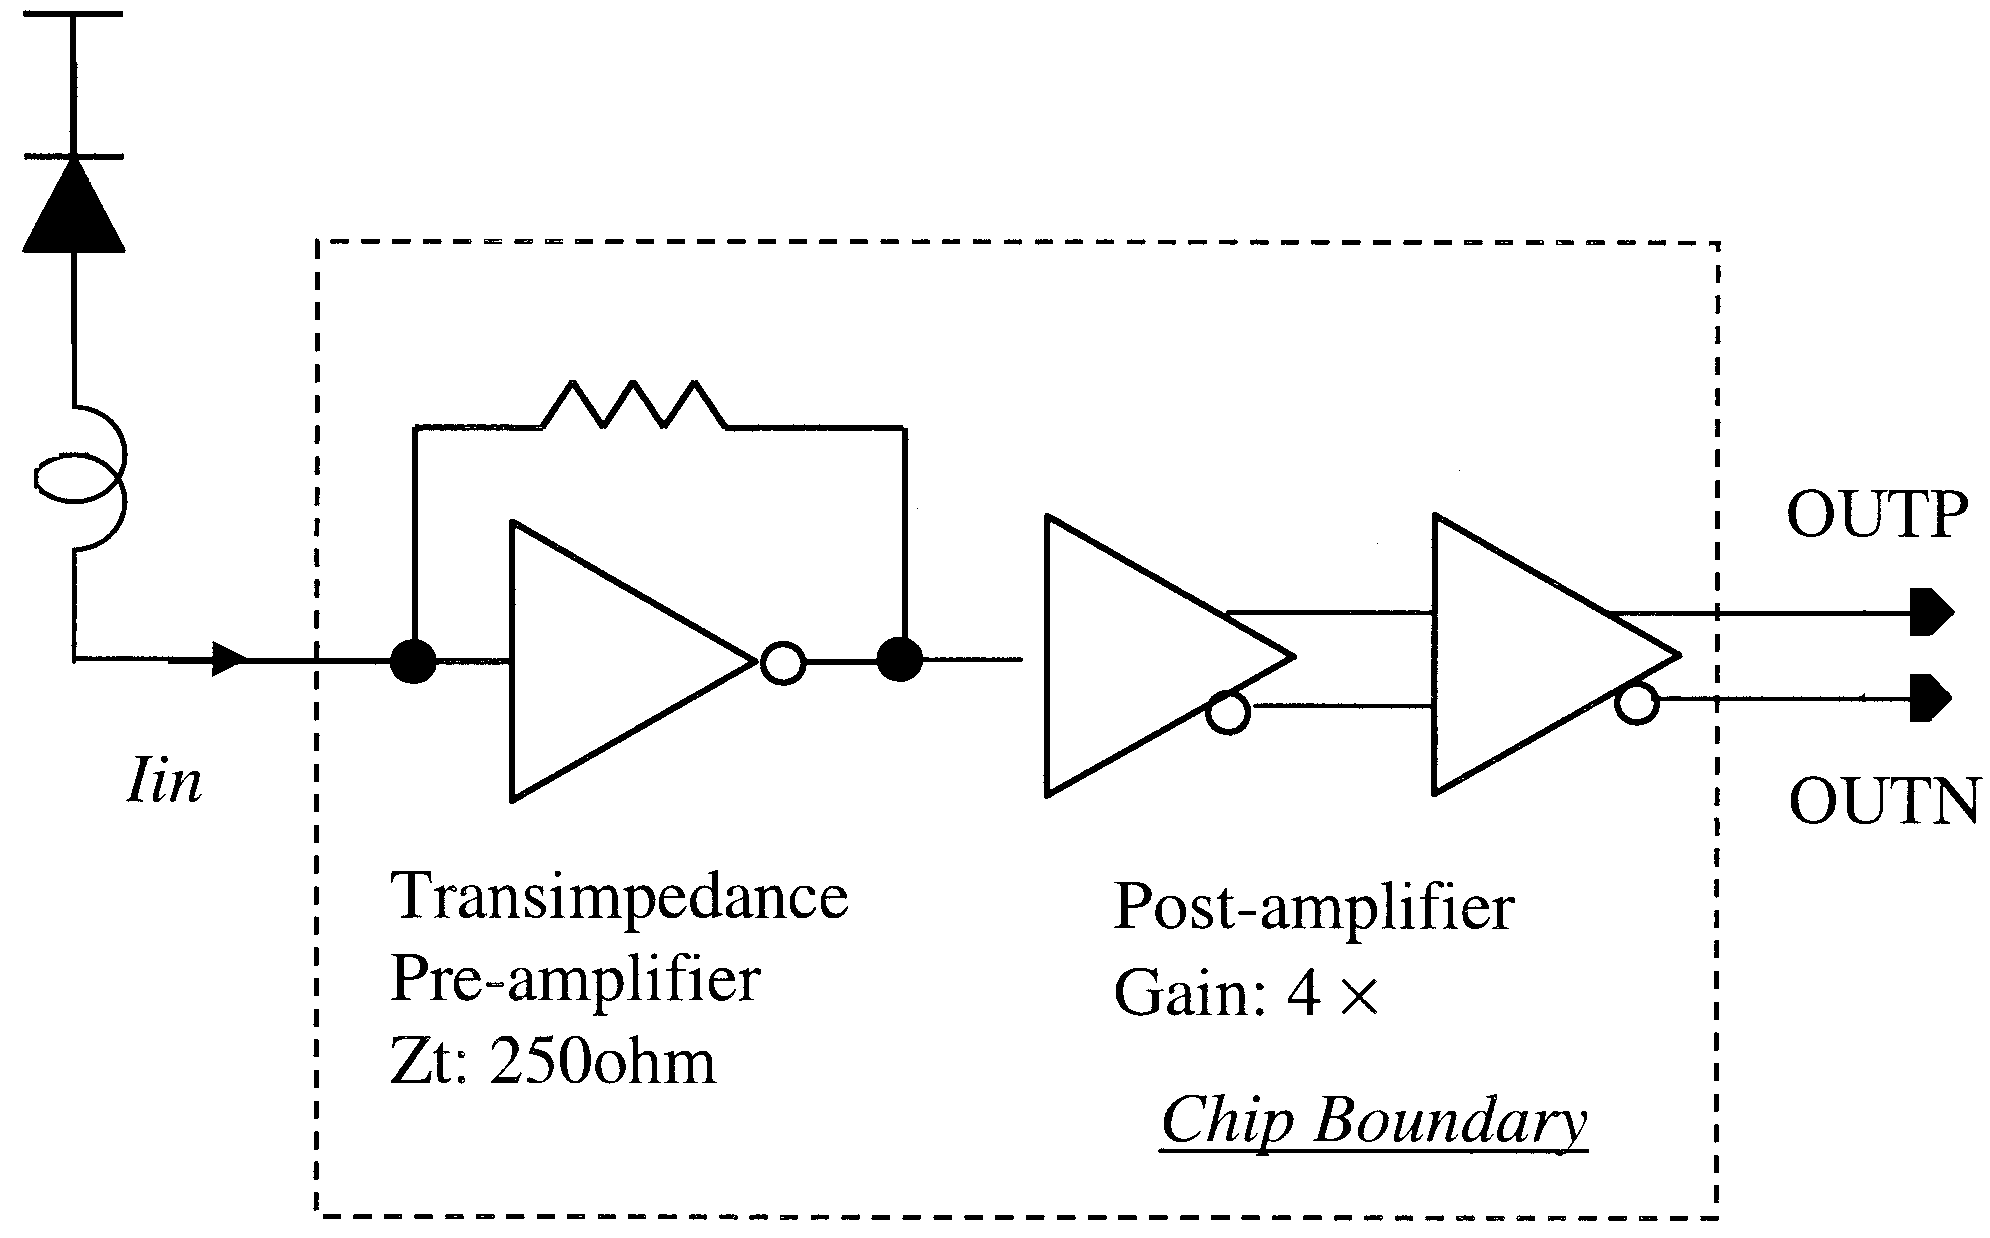 OUTP
OUTN
Iin
Transimpedance
Pre-amplifier
Zt: 250ohm
Post-amplifier
Gain: 4 ×
Chip Boundary